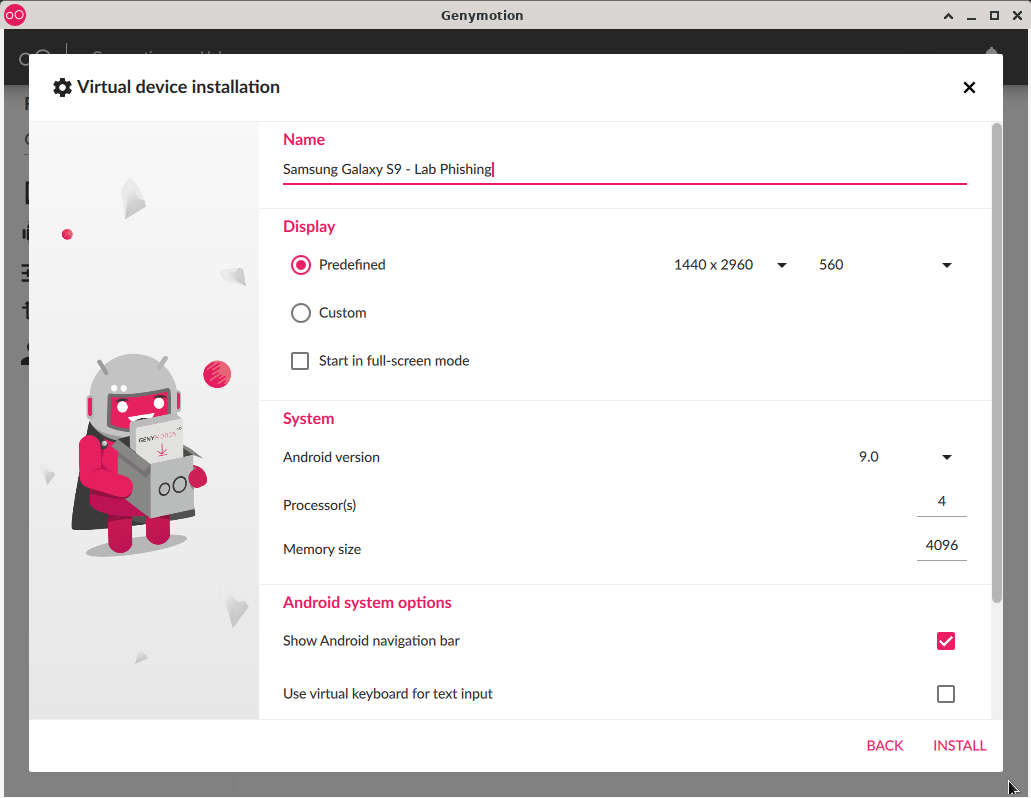 Genymotion
Virtual device installation
Name
Samsung Galaxy S9 - Lab Phishing
Display
Predefined 1440 x 2960 560
Custom
Start in full-screen mode
System
Android version 9.0
Processor(s) 4
Memory size 4096
GENYMOTION
Android system options
Show Android navigation bar
Use virtual keyboard for text input
BACK INSTALL